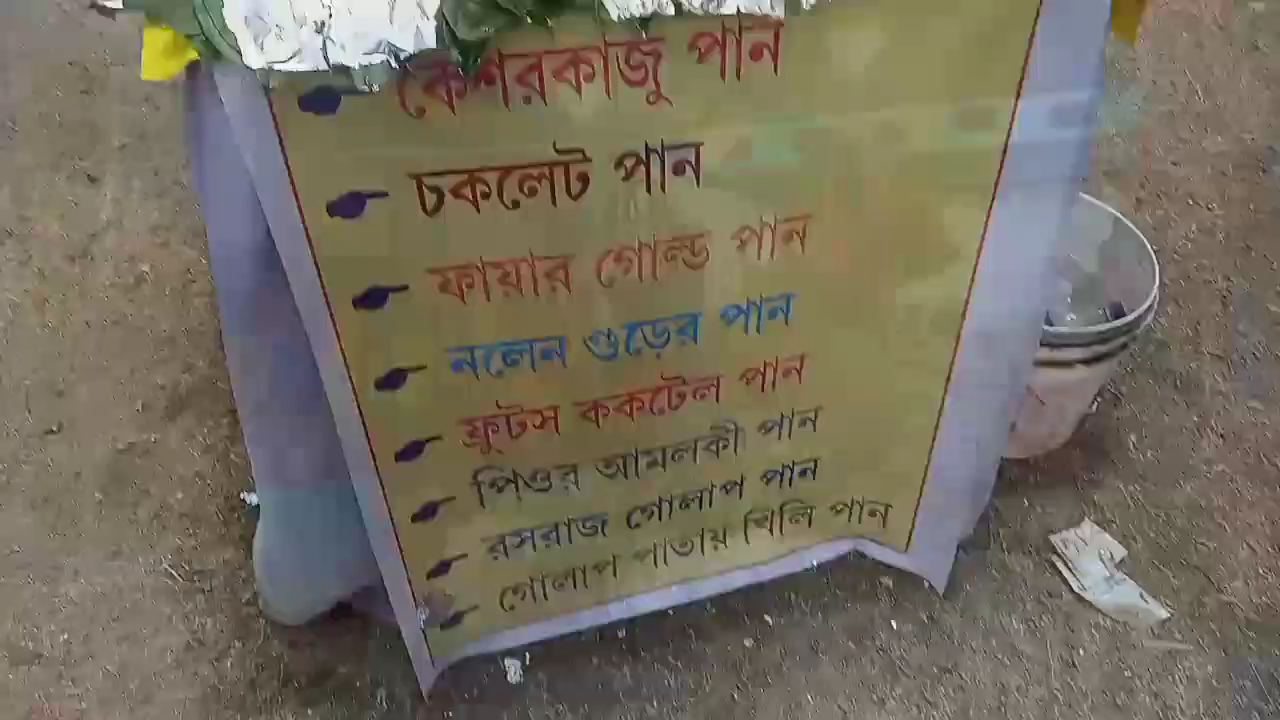 কেশরকাজু পান
চকলেট পান
ফায়ার গোল্ড পান
নলেন গুড়ের পান
ফ্রুটস ককটেল পান
পিওর আমলকী পান
রসরাজ গোলাপ পান
গোলাপ পাতায় খিলি পান